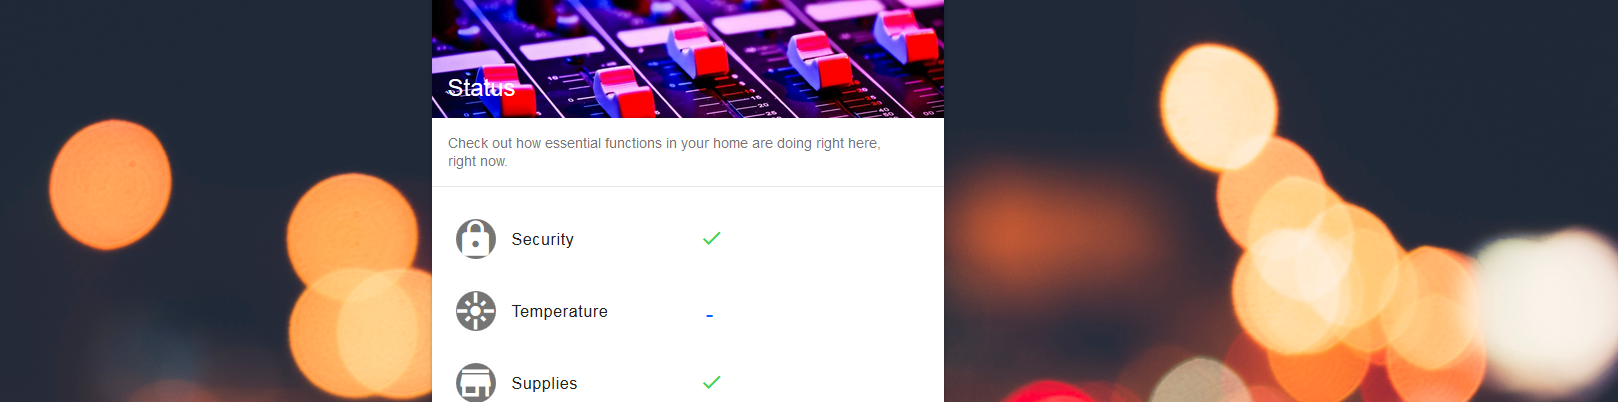 Status
Check out how essential functions in your home are doing right here,
right now.
Security
Temperature -
Supplies